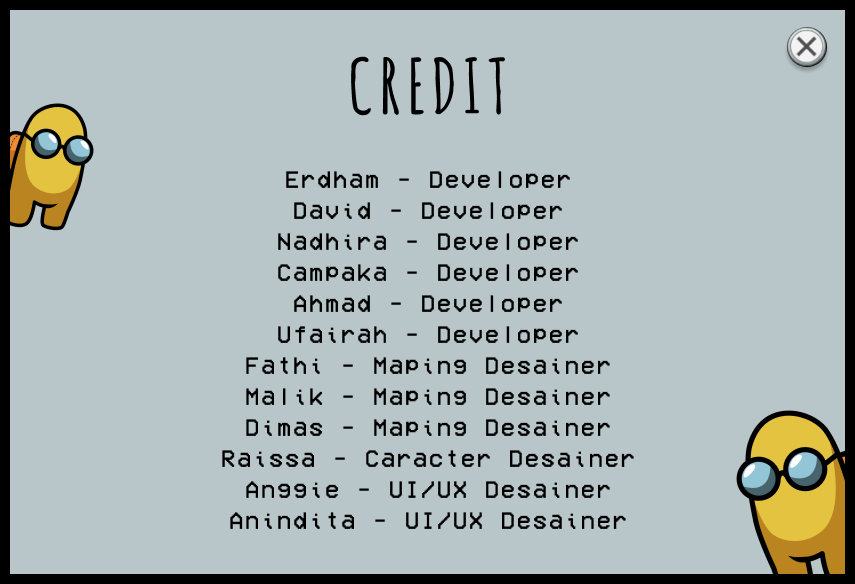 CREDIT
Erdham - Developer
David - Developer
Nadhira - Developer
Campaka - Developer
Ahmad - Developer
Ufairah - Developer
Fathi - Maping Desainer
Malik - Maping Desainer
Dimas - Maping Desainer
Raissa - Caracter Desainer
Anggie - UI/UX Desainer
Anindita - UI/UX Desainer